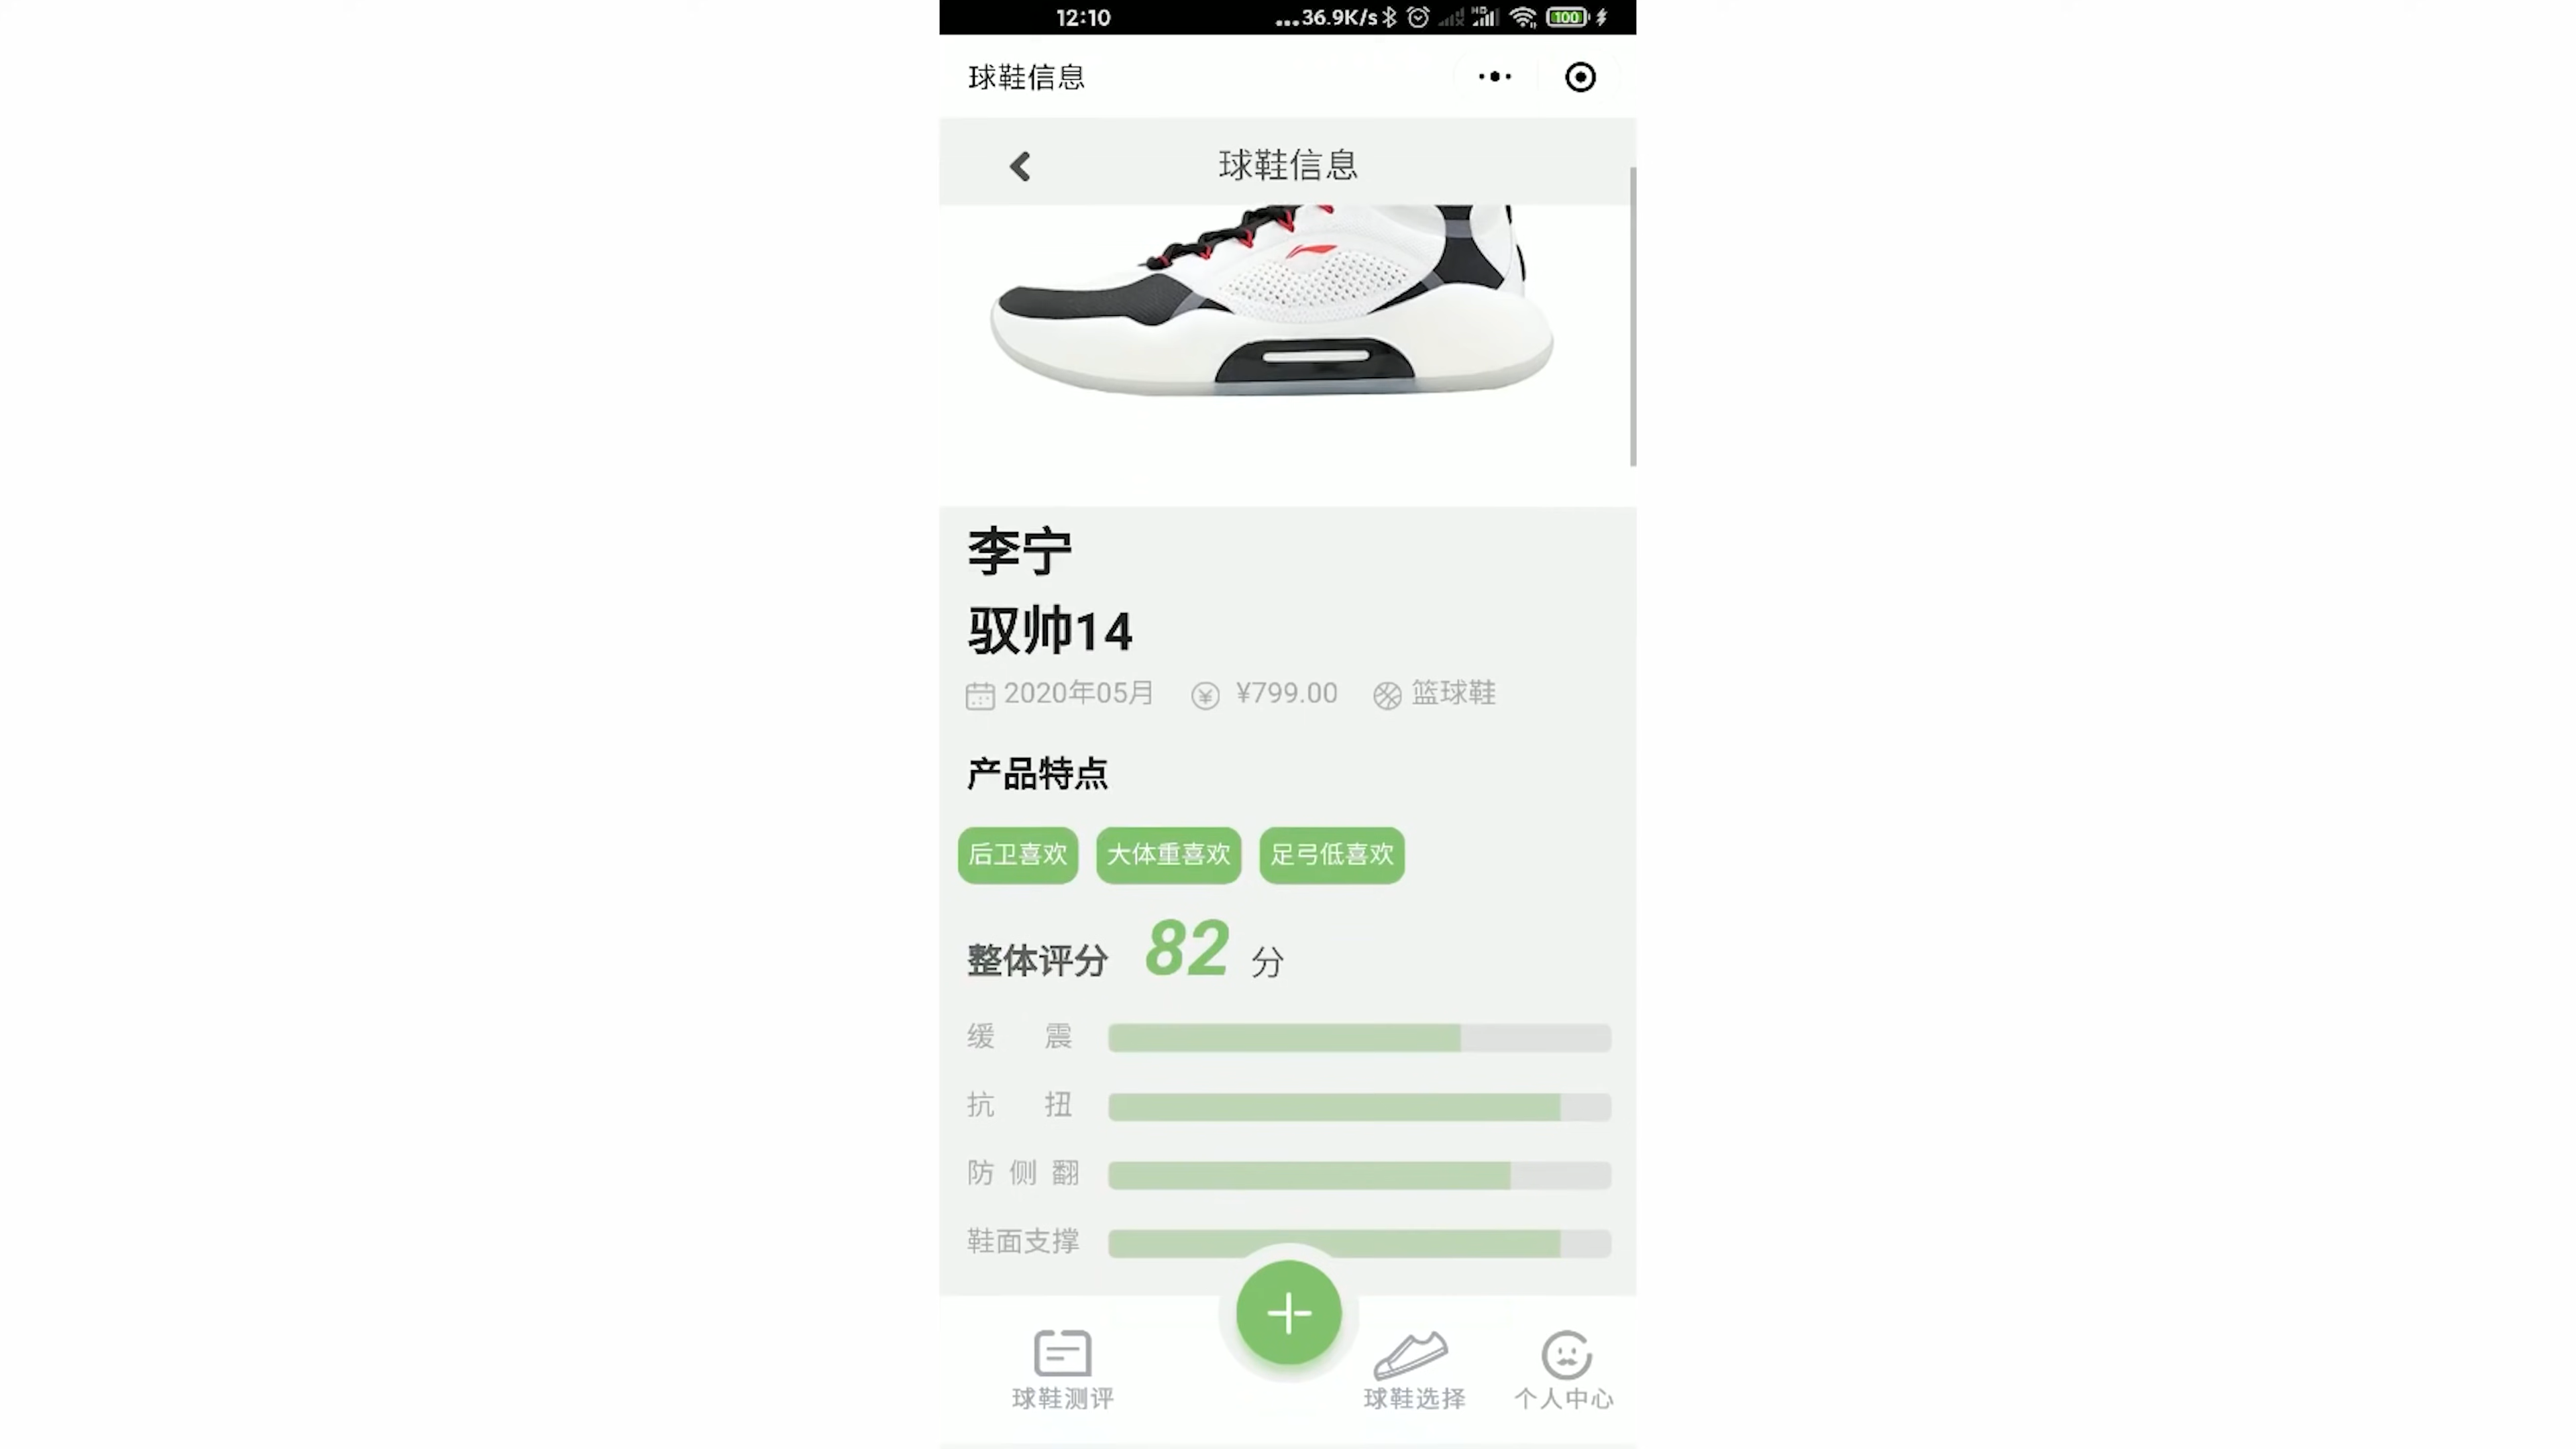 12:10 ...36.9K/s HD 100
球鞋信息
球鞋信息
李宁
驭帅14
2020年05月 ¥799.00 篮球鞋
产品特点
后卫喜欢 大体重喜欢 足弓低喜欢
整体评分 82 分
缓震
抗扭
防侧翻
鞋面支撑
球鞋测评 球鞋选择 个人中心